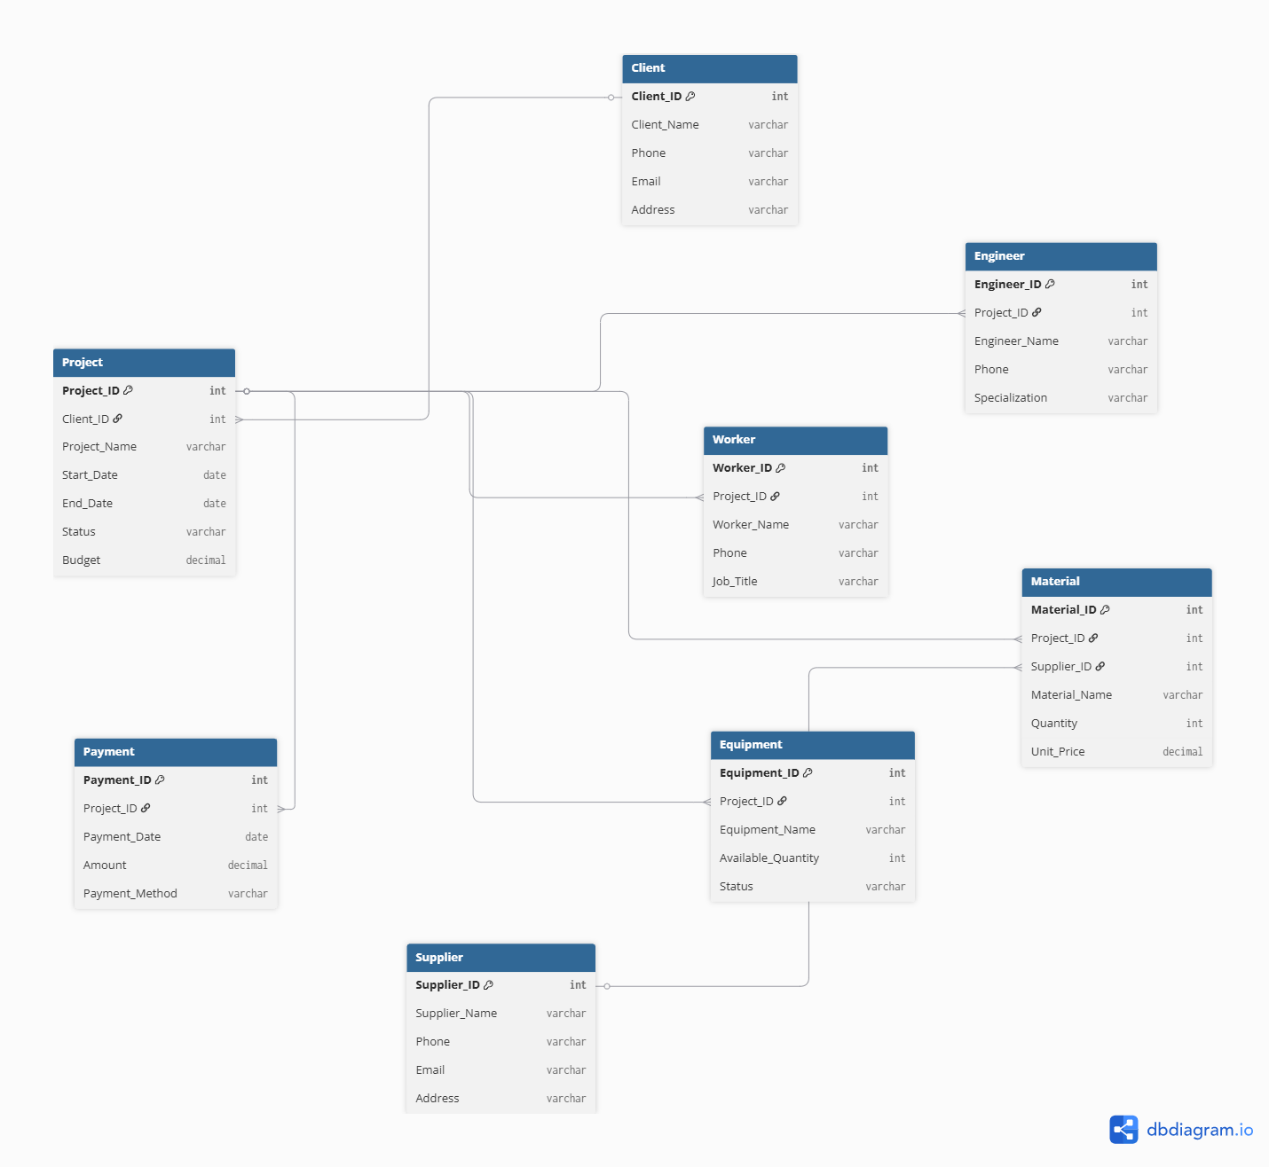 Client
Client_ID int
Client_Name varchar
Phone varchar
Email varchar
Address varchar
Engineer
Engineer_ID int
Project_ID int
Engineer_Name varchar
Phone varchar
Specialization varchar
Project
Project_ID int
Client_ID int
Project_Name varchar
Start_Date date
End_Date date
Status varchar
Budget decimal
Worker
Worker_ID int
Project_ID int
Worker_Name varchar
Phone varchar
Job_Title varchar
Material
Material_ID int
Project_ID int
Supplier_ID int
Material_Name varchar
Quantity int
Unit_Price decimal
Payment
Payment_ID int
Project_ID int
Payment_Date date
Amount decimal
Payment_Method varchar
Equipment
Equipment_ID int
Project_ID int
Equipment_Name varchar
Available_Quantity int
Status varchar
Supplier
Supplier_ID int
Supplier_Name varchar
Phone varchar
Email varchar
Address varchar
dbdiagram.io